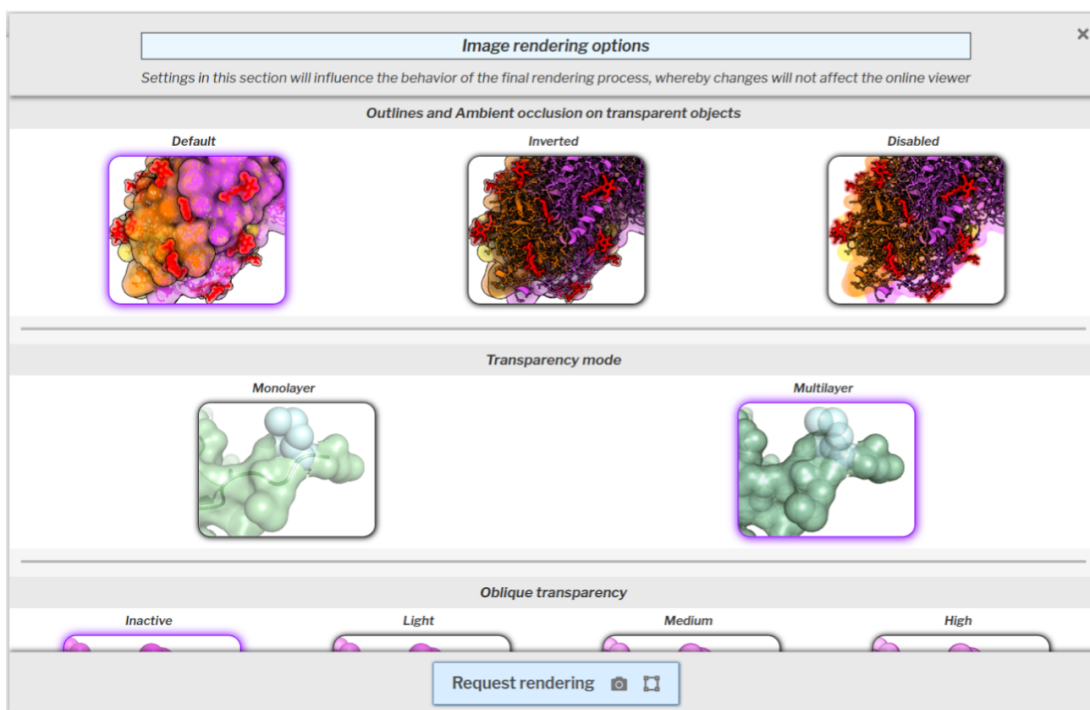 Image rendering options
Settings in this section will influence the behavior of the final rendering process, whereby changes will not affect the online viewer
Outlines and Ambient occlusion on transparent objects
Default Inverted Disabled
Transparency mode
Monolayer Multilayer
Oblique transparency
Inactive Light Medium High
Request rendering